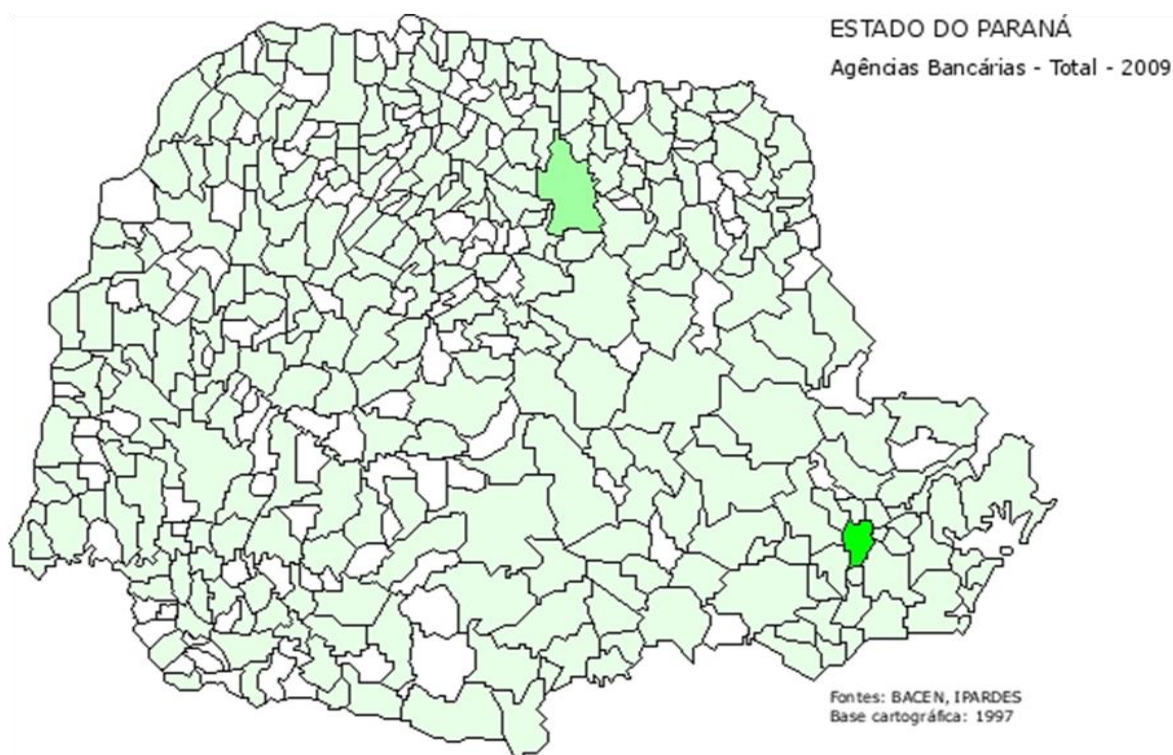 ESTADO DO PARANÁ
Agências Bancárias - Total - 2009
Fontes: BACEN, IPARDES
Base cartográfica: 1997